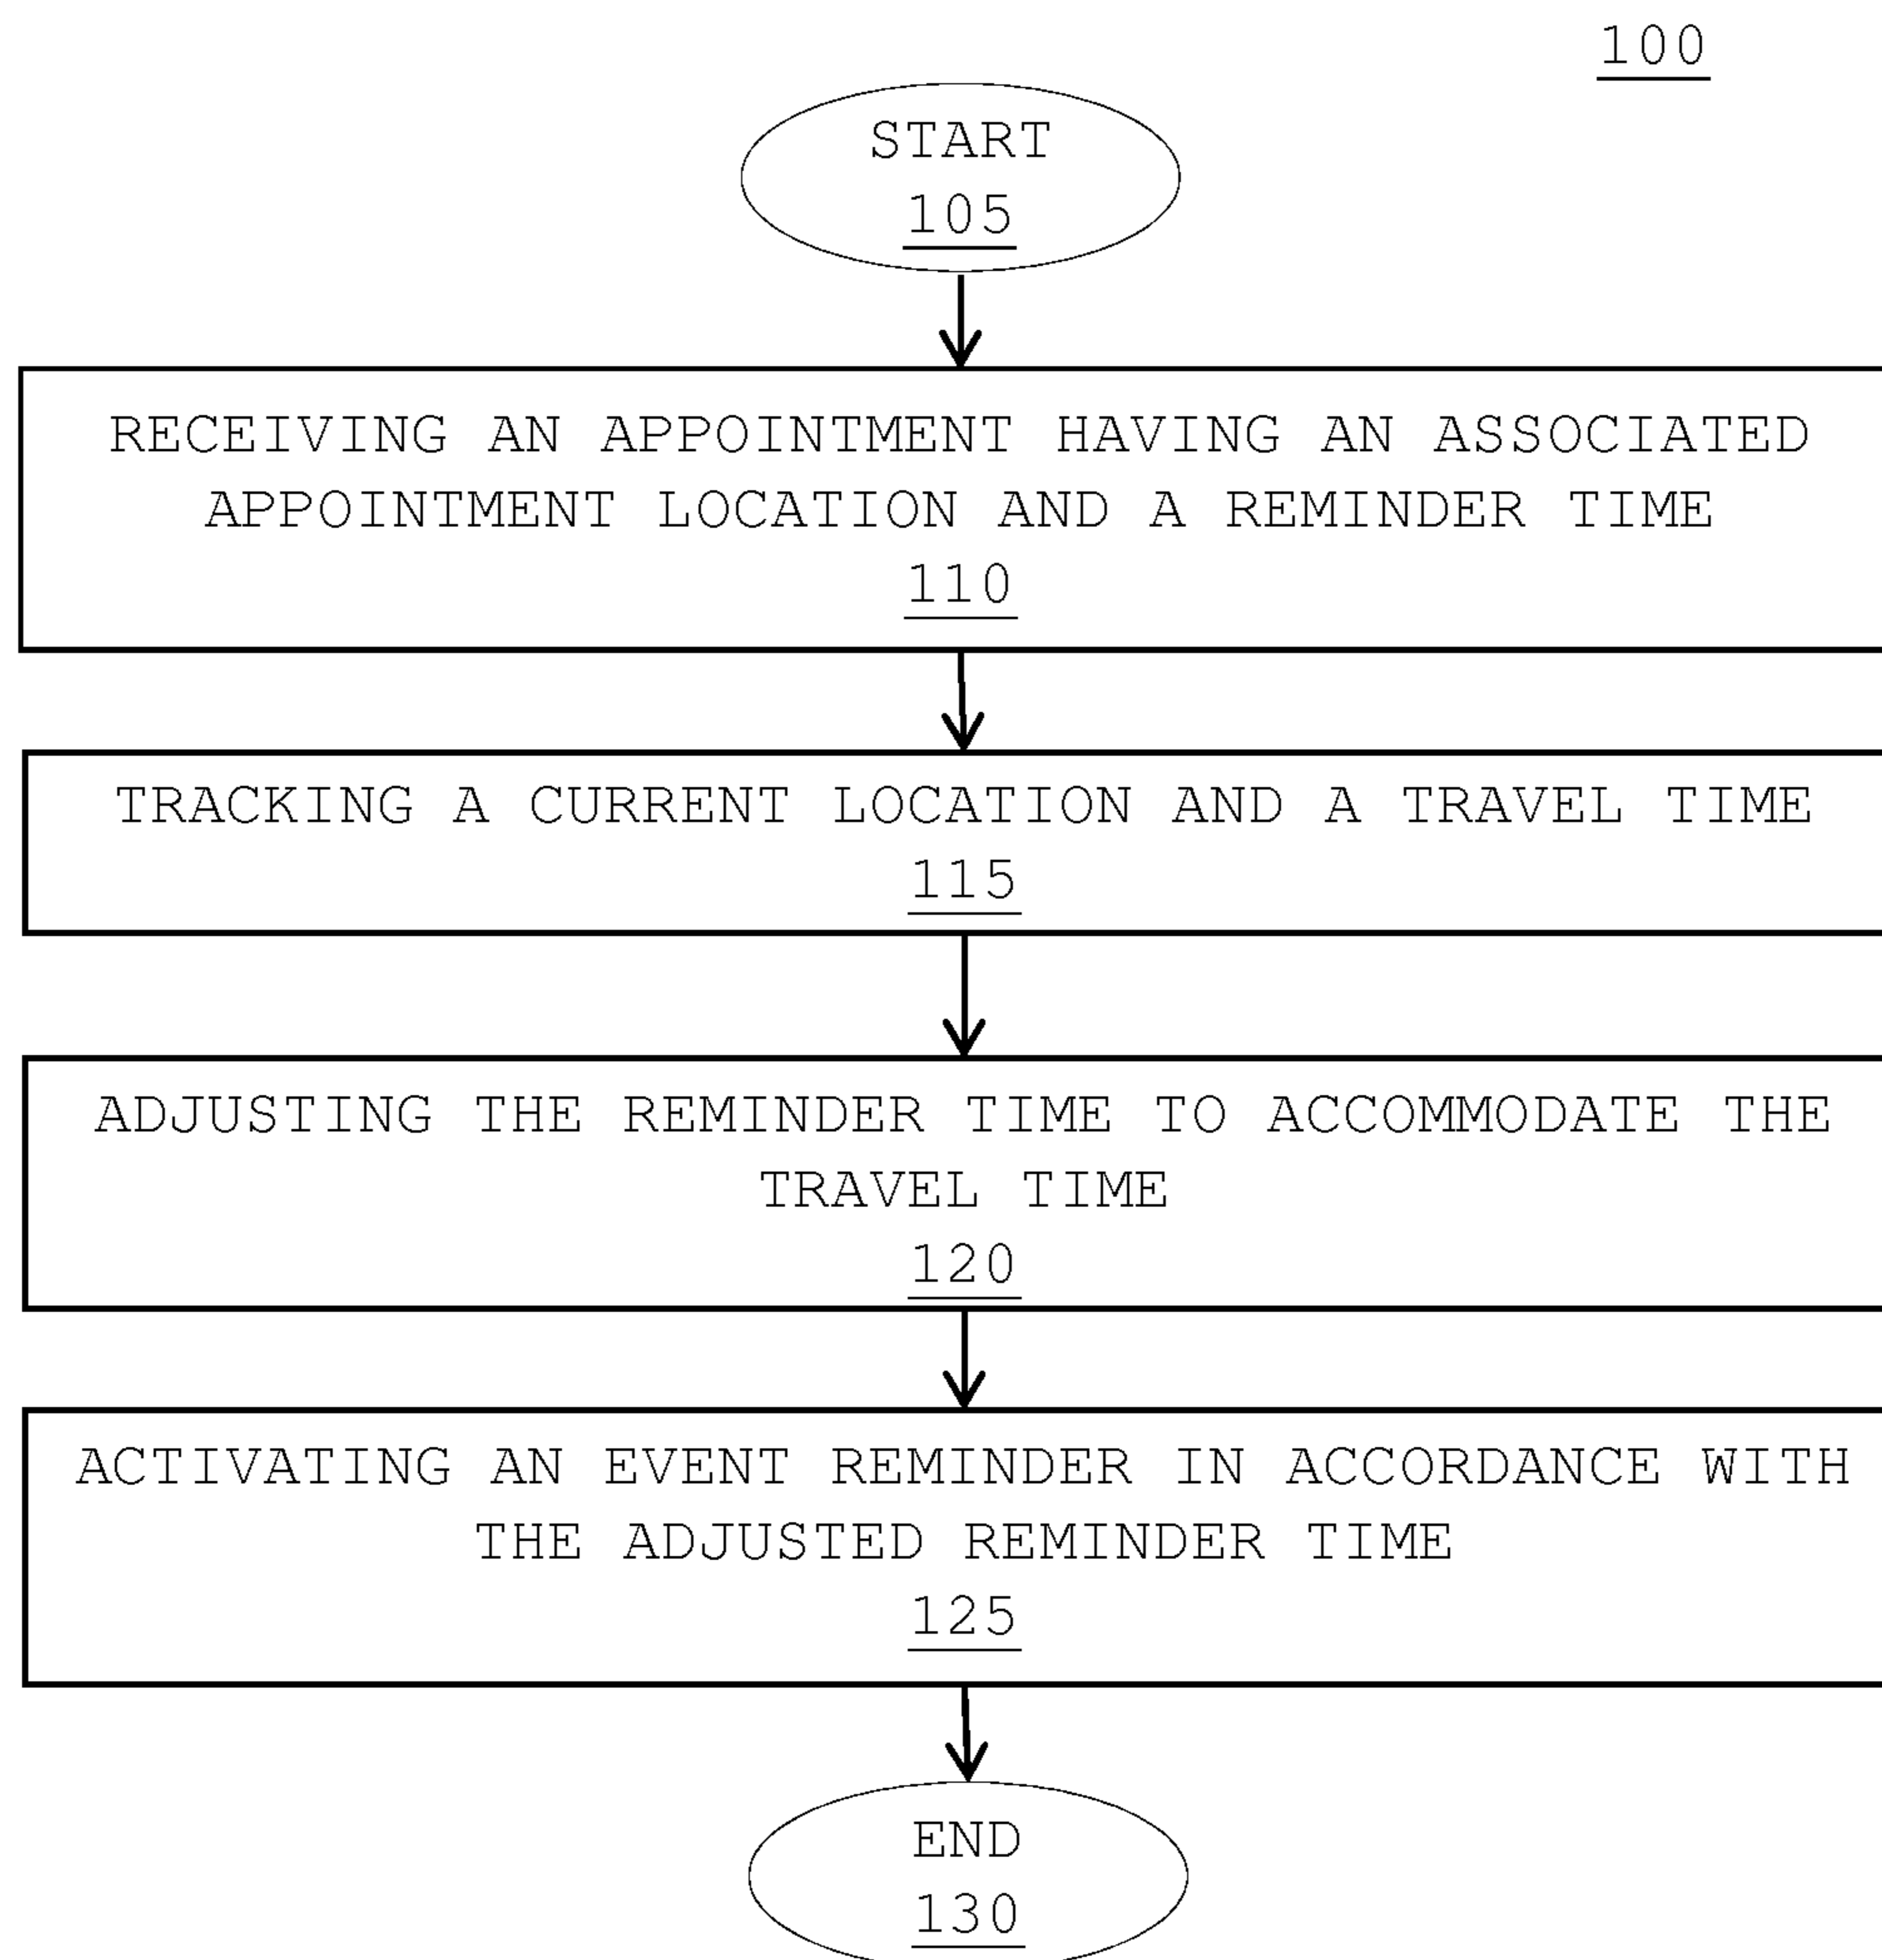 100
START
105
RECEIVING AN APPOINTMENT HAVING AN ASSOCIATED
APPOINTMENT LOCATION AND A REMINDER TIME
110
TRACKING A CURRENT LOCATION AND A TRAVEL TIME
115
ADJUSTING THE REMINDER TIME TO ACCOMMODATE THE
TRAVEL TIME
120
ACTIVATING AN EVENT REMINDER IN ACCORDANCE WITH
THE ADJUSTED REMINDER TIME
125
END
130